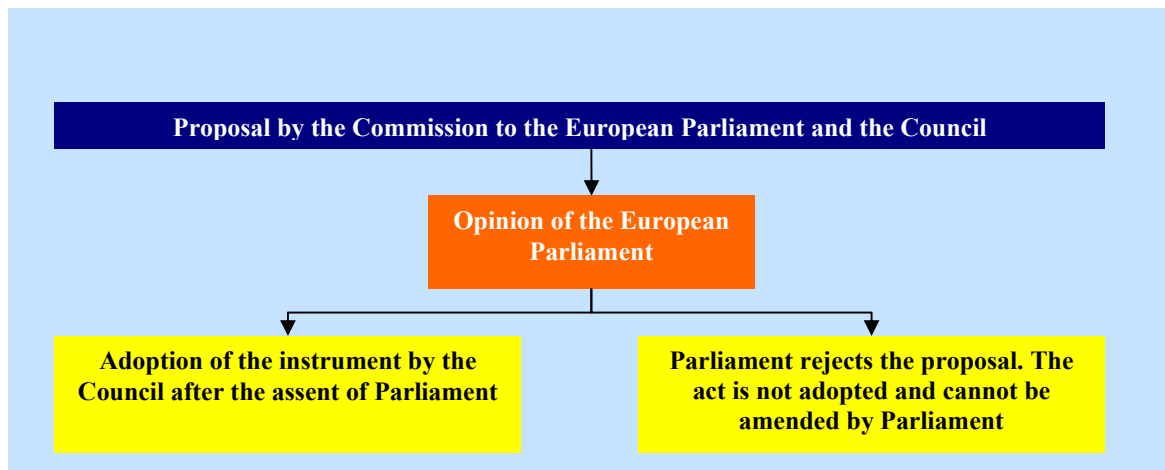 Proposal by the Commission to the European Parliament and the Council
Opinion of the European
Parliament
Adoption of the instrument by the
Council after the assent of Parliament
Parliament rejects the proposal. The
act is not adopted and cannot be
amended by Parliament